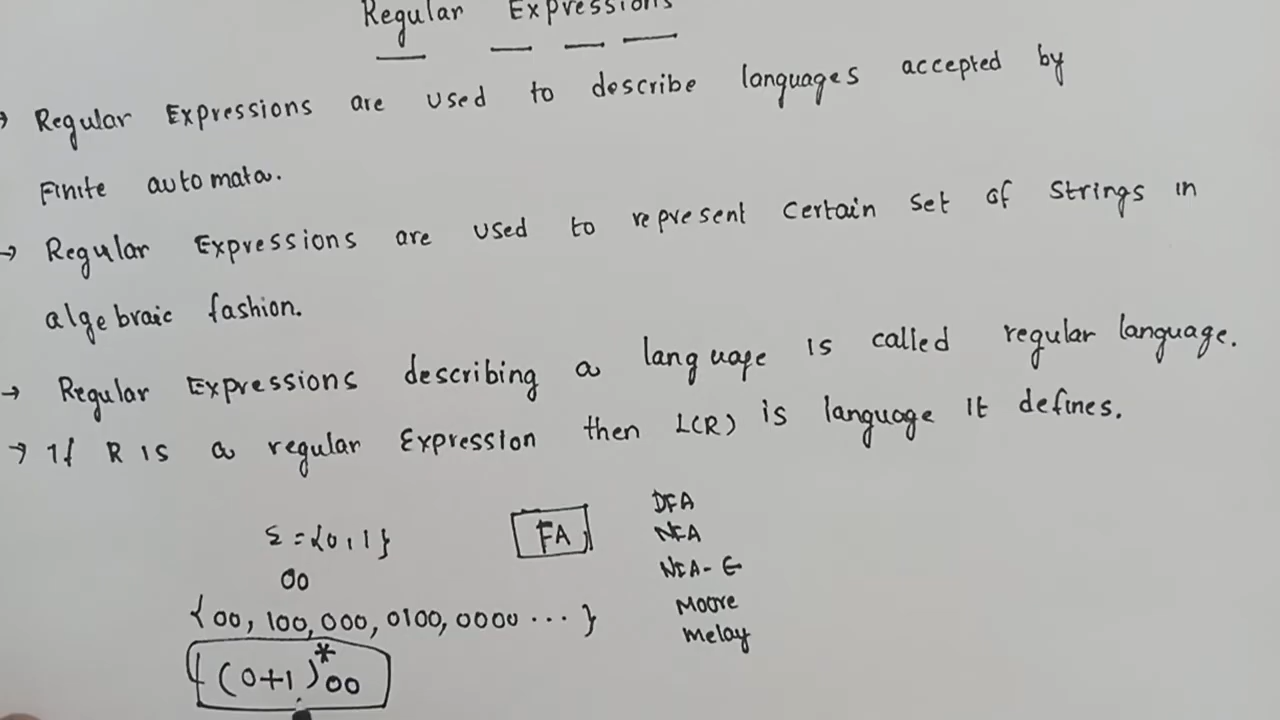 Regular Expressions
→ Regular Expressions are used to describe languages accepted by
Finite automata.
→ Regular Expressions are used to represent certain set of strings in
algebraic fashion.
→ Regular Expressions describing a language is called regular language.
→ If R is a regular Expression then L(R) is language it defines.
Σ = {0,1}
00
{00, 100, 000, 0100, 0000 ... }
(0+1)*00
FA
DFA
NFA
NFA-ε
Moore
Melay